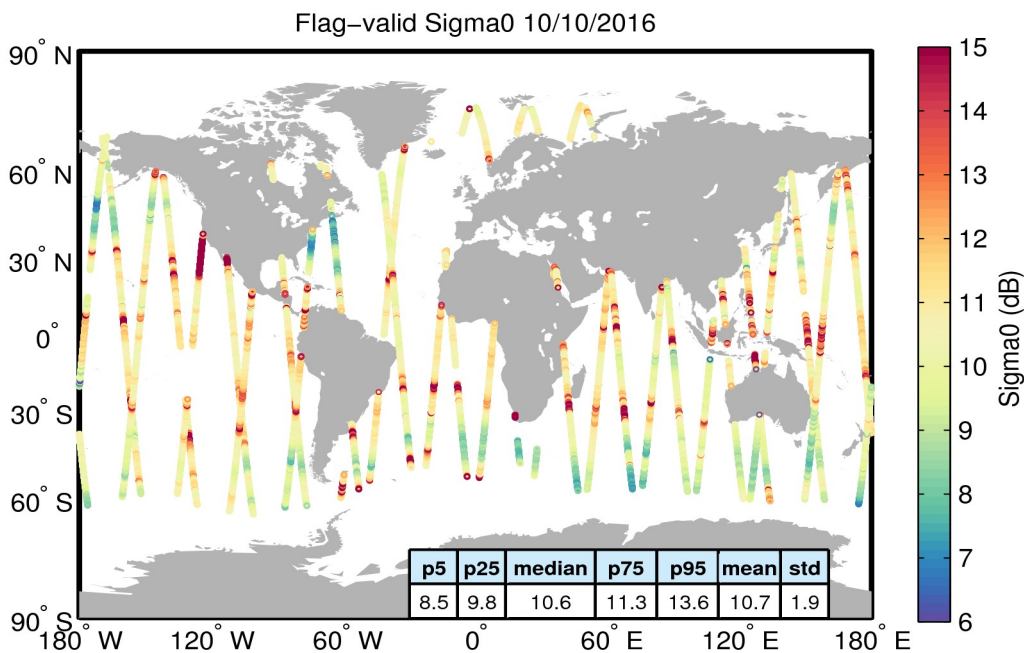 Flag−valid Sigma0 10/10/2016
90° N
60° N
30° N
0°
30° S
60° S
90° S
180° W
120° W
60° W
0°
60° E
120° E
180° E
p5 p25 median p75 p95 mean std
8.5 9.8 10.6 11.3 13.6 10.7 1.9
15
14
13
12
11
10
9
8
7
6
Sigma0 (dB)